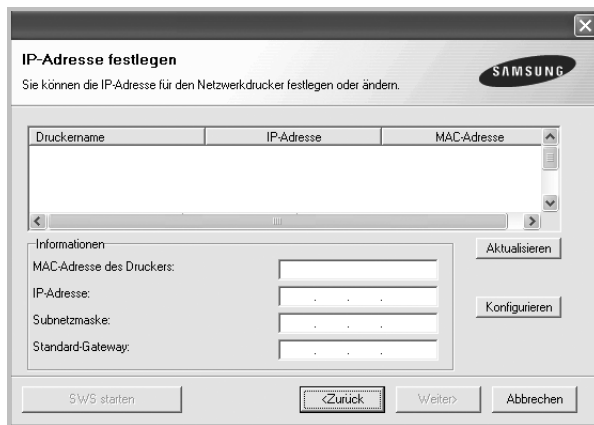 IP-Adresse festlegen
Sie können die IP-Adresse für den Netzwerkdrucker festlegen oder ändern.
SAMSUNG
Druckername IP-Adresse MAC-Adresse
Informationen
Aktualisieren
MAC-Adresse des Druckers:
IP-Adresse:
Konfigurieren
Subnetzmaske:
Standard-Gateway:
SWS starten <Zurück Weiter> Abbrechen